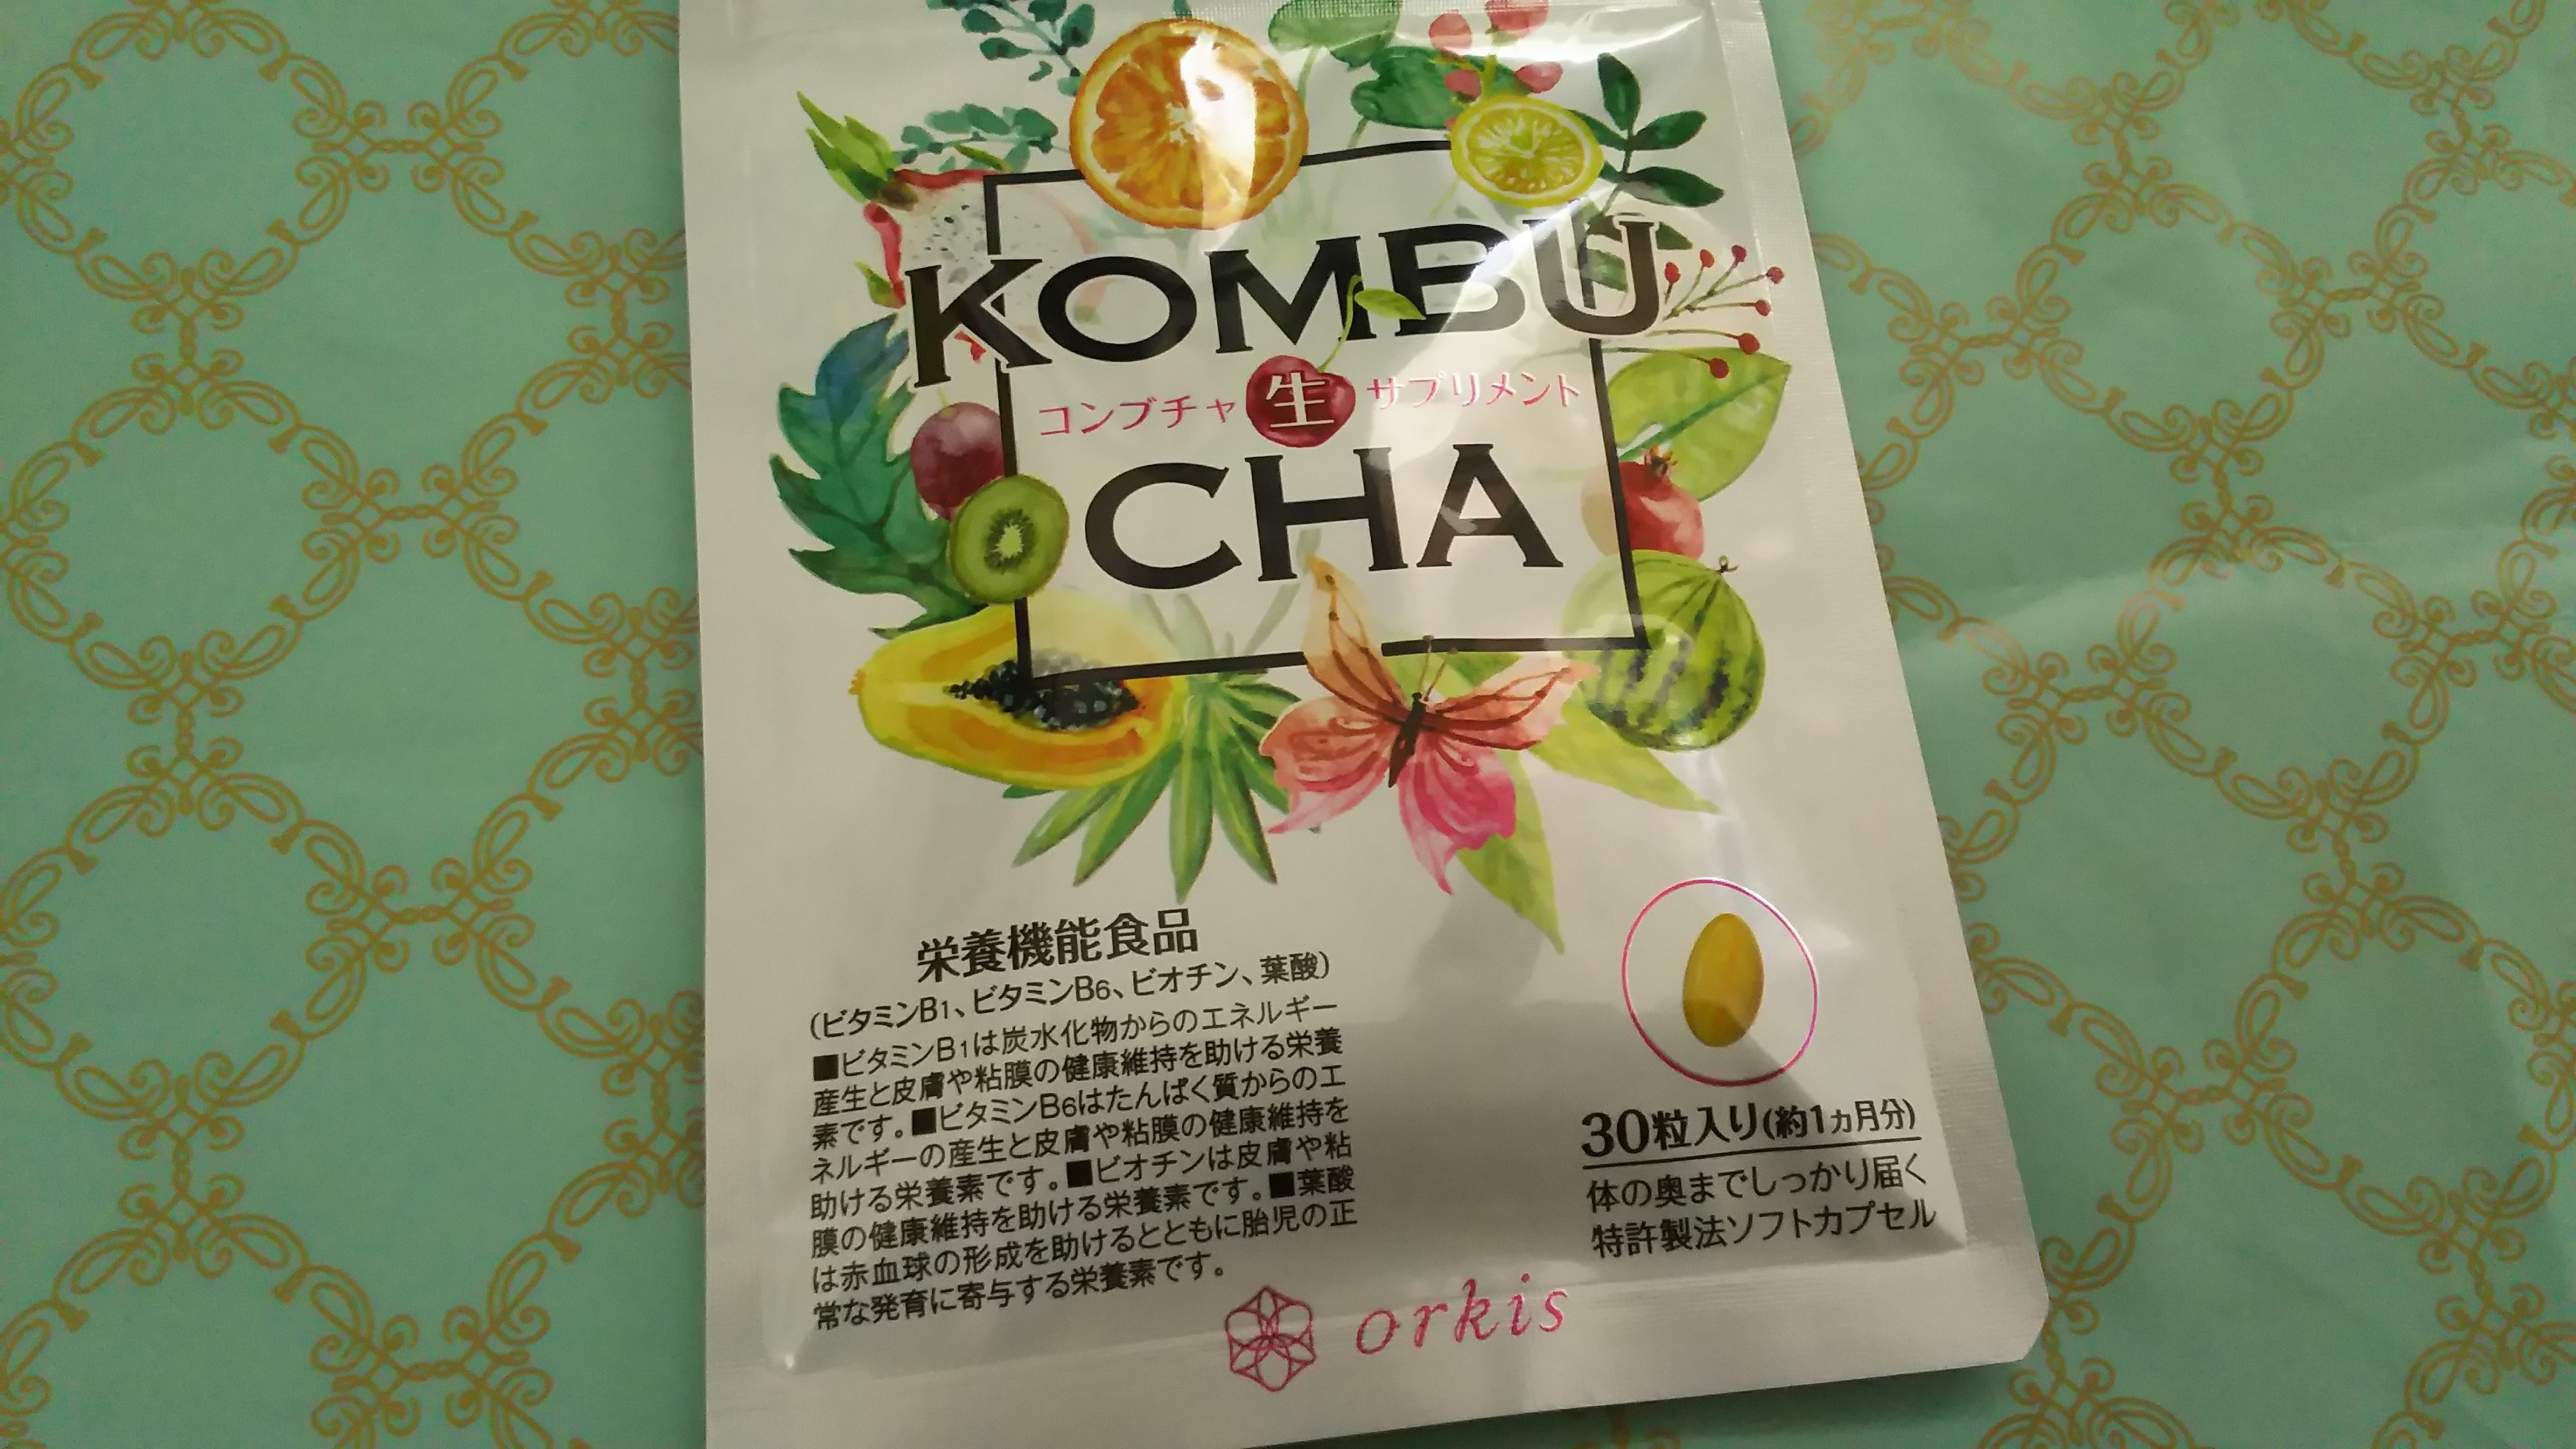 KOMBU
コンブチャ 生 サプリメント
CHA
栄養機能食品
(ビタミンB1、ビタミンB6、ビオチン、葉酸)
■ビタミンB1は炭水化物からのエネルギー
産生と皮膚や粘膜の健康維持を助ける栄養
素です。■ビタミンB6はたんぱく質からのエ
ネルギーの産生と皮膚や粘膜の健康維持を
助ける栄養素です。■ビオチンは皮膚や粘
膜の健康維持を助ける栄養素です。■葉酸
は赤血球の形成を助けるとともに胎児の正
常な発育に寄与する栄養素です。
30粒入り(約1ヵ月分)
体の奥までしっかり届く
特許製法ソフトカプセル
orkis